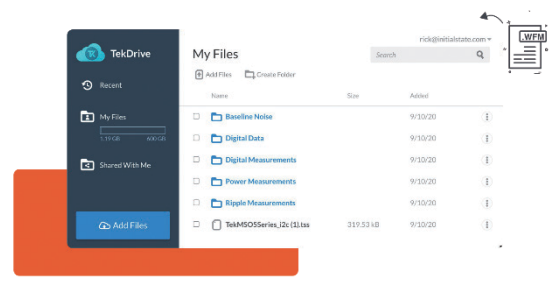 TekDrive
Recent
My Files
1.19 GB 600 GB
Shared With Me
Add Files
rick@initialstate.com
My Files
Search
Add Files Create Folder
Name Size Added
Baseline Noise 9/10/20
Digital Data 9/10/20
Digital Measurements 9/10/20
Power Measurements 9/10/20
Ripple Measurements 9/10/20
TekMSO5Series_i2c (1).tss 319.53 kB 9/10/20
.WFM